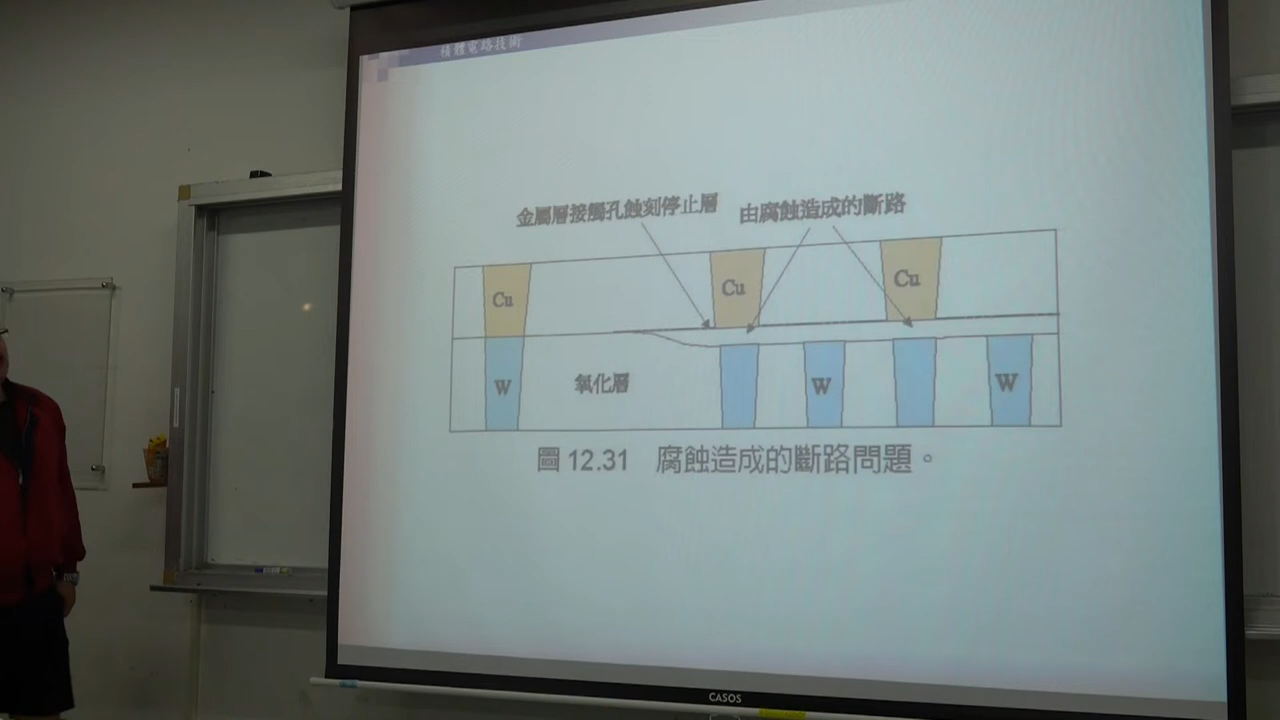 積體電路技術
金屬層接觸孔蝕刻停止層
由腐蝕造成的斷路
Cu
Cu
Cu
W
氧化層
W
W
圖 12.31 腐蝕造成的斷路問題。
CASOS